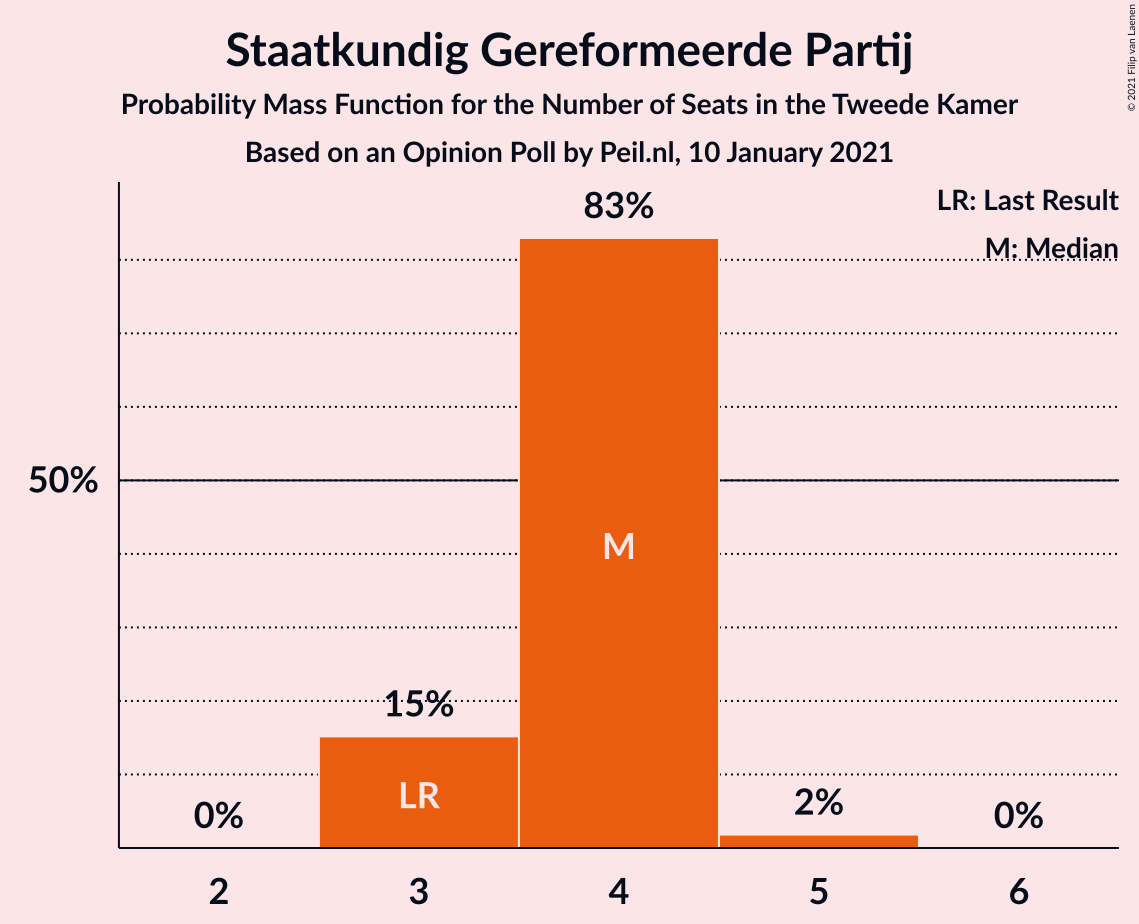 Staatkundig Gereformeerde Partij
Probability Mass Function for the Number of Seats in the Tweede Kamer
Based on an Opinion Poll by Peil.nl, 10 January 2021
© 2021 Filip van Laenen
LR: Last Result
M: Median
83%
50%
M
15%
LR
0%
2%
0%
2 3 4 5 6